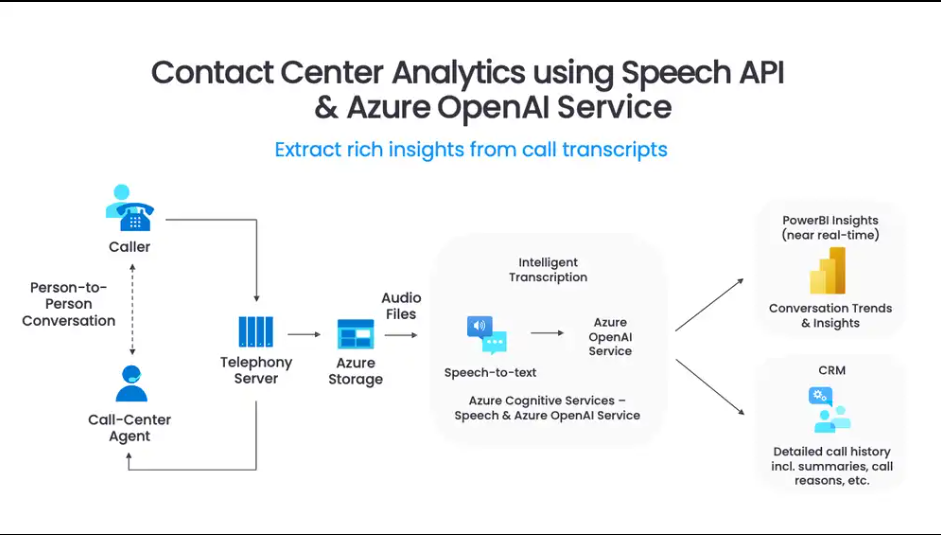 Contact Center Analytics using Speech API
& Azure OpenAI Service
Extract rich insights from call transcripts
Caller
Person-to-
Person
Conversation
Call-Center
Agent
Telephony
Server
Azure
Storage
Audio
Files
Intelligent
Transcription
Speech-to-text
Azure
OpenAI
Service
Azure Cognitive Services –
Speech & Azure OpenAI Service
PowerBI Insights
(near real-time)
Conversation Trends
& Insights
CRM
Detailed call history
incl. summaries, call
reasons, etc.